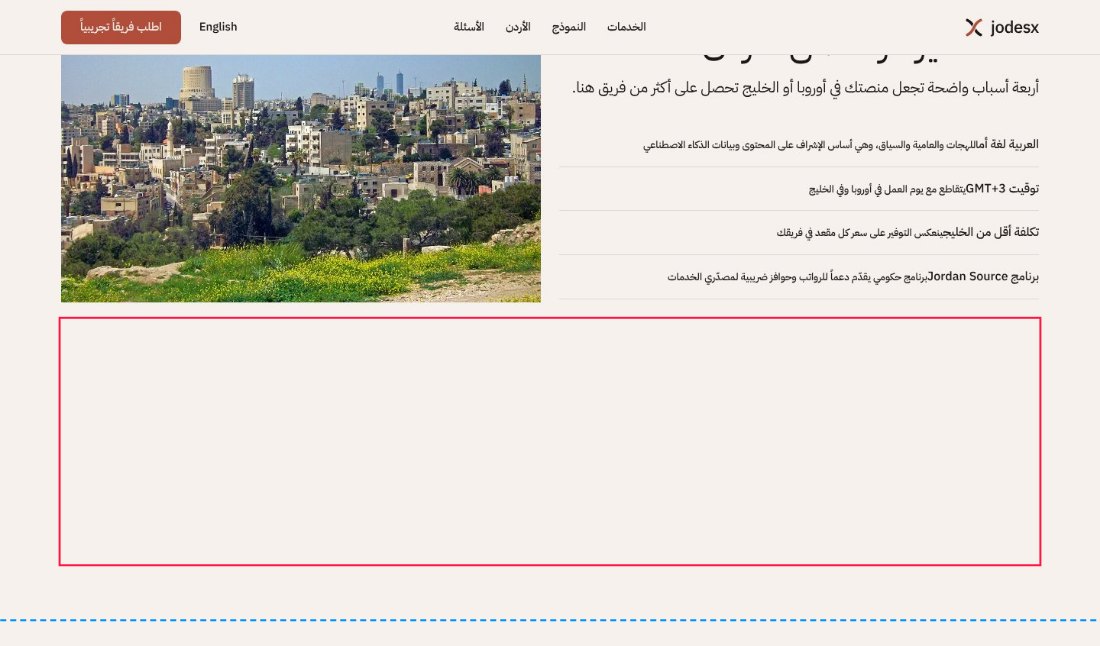 jodesx
الخدمات
النموذج
الأردن
الأسئلة
English
اطلب فريقاً تجريبياً
أربعة أسباب واضحة تجعل منصتك في أوروبا أو الخليج تحصل على أكثر من فريق هنا.
العربية لغة أماللهجات والعامية والسياق، وهي أساس الإشراف على المحتوى وبيانات الذكاء الاصطناعي
توقيت GMT+3يتقاطع مع يوم العمل في أوروبا وفي الخليج
تكلفة أقل من الخليجينعكس التوفير على سعر كل مقعد في فريقك
برنامج Jordan Sourceبرنامج حكومي يقدّم دعماً للرواتب وحوافز ضريبية لمصدّري الخدمات